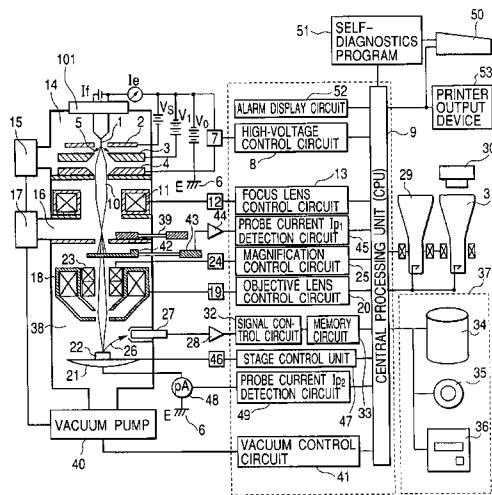 101
14
If
Ie
51
SELF-
DIAGNOSTICS
PROGRAM
50
VS
V1
V0
5
1
2
3
4
15
7
E
6
52
ALARM DISPLAY CIRCUIT
HIGH-VOLTAGE
CONTROL CIRCUIT
8
9
53
PRINTER
OUTPUT
DEVICE
17
16
10
11
12
13
FOCUS LENS
CONTROL CIRCUIT
30
29
3
39
43
44
42
PROBE CURRENT IP1
DETECTION CIRCUIT
45
23
24
MAGNIFICATION
CONTROL CIRCUIT
25
18
19
OBJECTIVE LENS
CONTROL CIRCUIT
20
CENTRAL PROCESSING UNIT (CPU)
37
38
27
32
SIGNAL CON-
TROL CIRCUIT
MEMORY
CIRCUIT
33
34
22
26
28
21
46
STAGE CONTROL UNIT
47
35
E
6
pA
48
PROBE CURRENT IP2
DETECTION CIRCUIT
49
36
VACUUM PUMP
40
VACUUM CONTROL
CIRCUIT
41